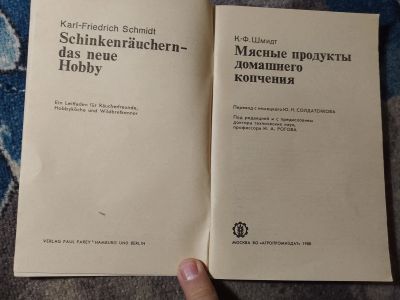 Karl-Friedrich Schmidt
Schinkenräuchern–
das neue
Hobby
Ein Leitfaden für Räucherfreunde,
Hobbyköche und Wildbretkenner
VERLAG PAUL PAREY · HAMBURG UND BERLIN
К.-Ф. Шмидт
Мясные продукты
домашнего
копчения
Перевод с немецкого Ю. Н. СОЛДАТЕНКОВА
Под редакцией и с предисловием
доктора технических наук,
профессора И. А. РОГОВА
МОСКВА ВО «АГРОПРОМИЗДАТ» 1988